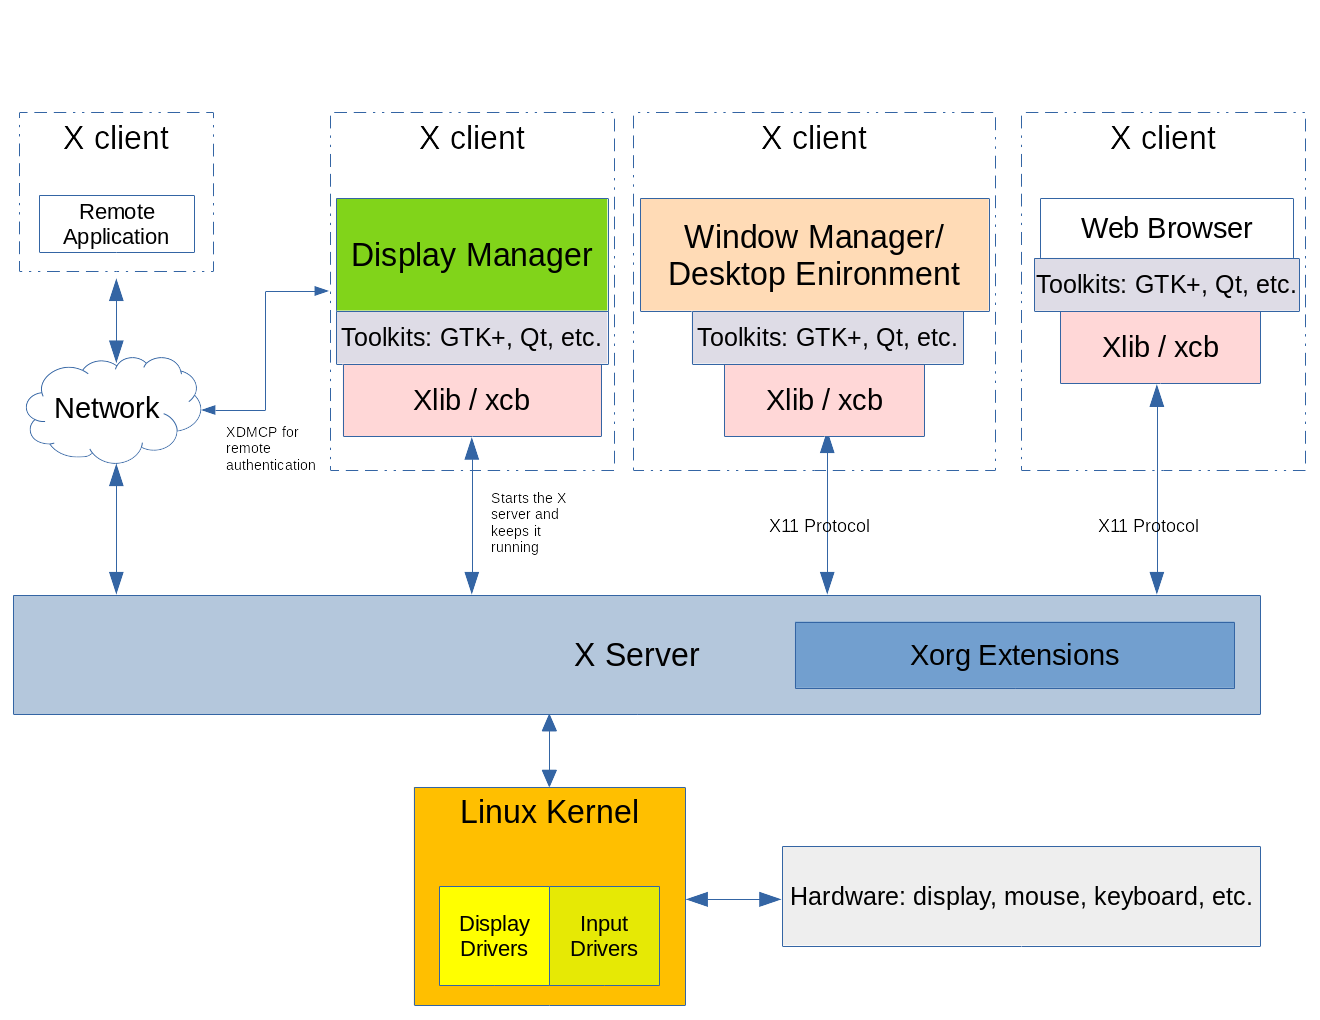 X client
Remote
Application
Network
XDMCP for
remote
authentication
X client
Display Manager
Toolkits: GTK+, Qt, etc.
Xlib / xcb
Starts the X
server and
keeps it
running
X client
Window Manager/
Desktop Enironment
Toolkits: GTK+, Qt, etc.
Xlib / xcb
X11 Protocol
X client
Web Browser
Toolkits: GTK+, Qt, etc.
Xlib / xcb
X11 Protocol
X Server
Xorg Extensions
Linux Kernel
Display
Drivers
Input
Drivers
Hardware: display, mouse, keyboard, etc.